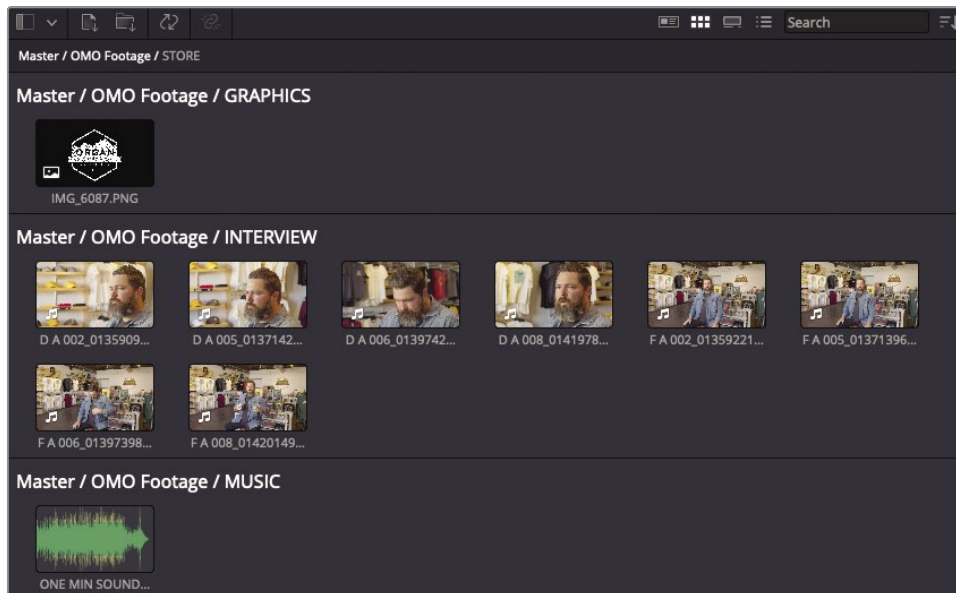 Search
Master / OMO Footage / STORE
Master / OMO Footage / GRAPHICS
ORGAN
IMG_6087.PNG
Master / OMO Footage / INTERVIEW
D A 002_0135909...
D A 005_0137142...
D A 006_0139742...
D A 008_0141978...
F A 002_01359221...
F A 005_01371396...
F A 006_01397398...
F A 008_01420149...
Master / OMO Footage / MUSIC
ONE MIN SOUND...